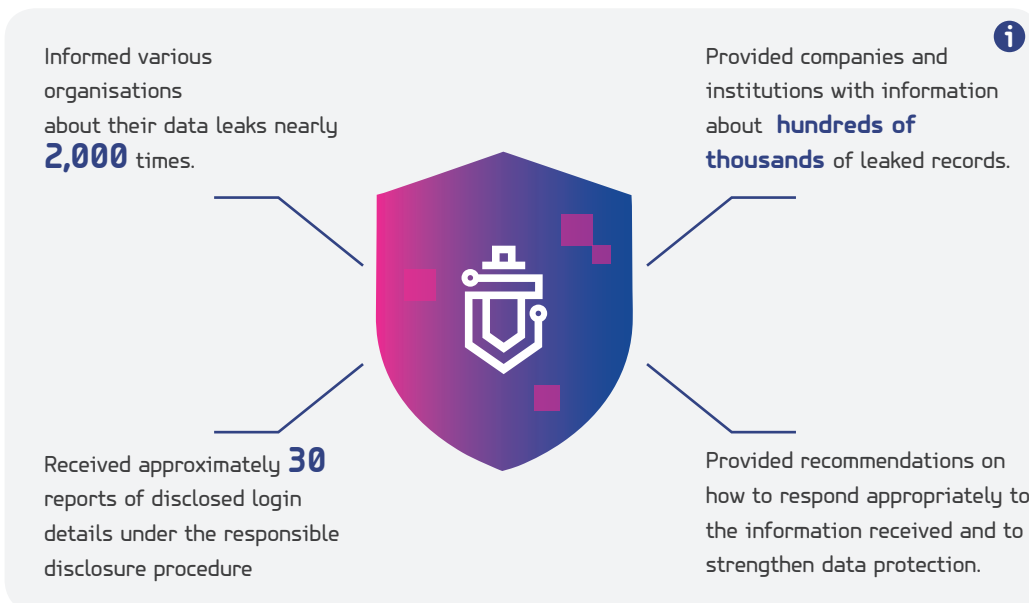 Informed various
organisations
about their data leaks nearly
2,000 times.
Provided companies and
institutions with information
about hundreds of
thousands of leaked records.
Received approximately 30
reports of disclosed login
details under the responsible
disclosure procedure
Provided recommendations on
how to respond appropriately to
the information received and to
strengthen data protection.